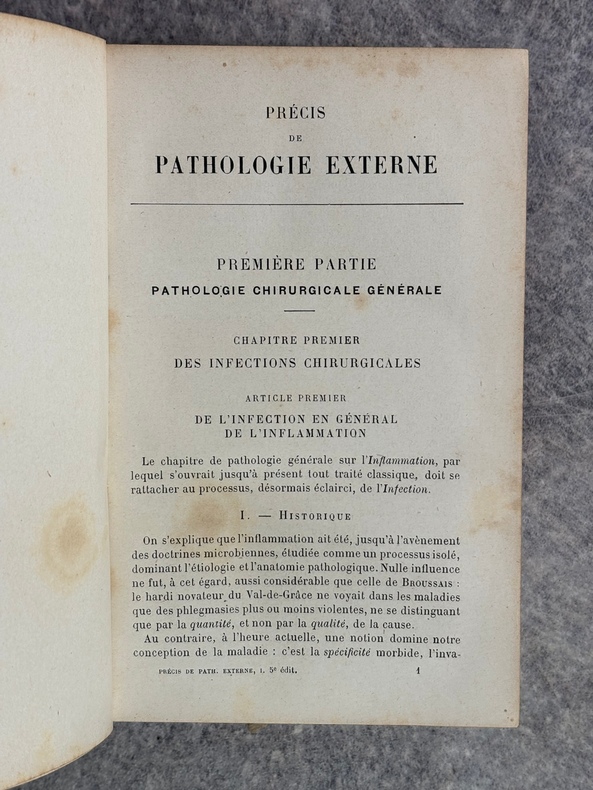 PRÉCIS
DE
PATHOLOGIE EXTERNE
PREMIÈRE PARTIE
PATHOLOGIE CHIRURGICALE GÉNÉRALE
CHAPITRE PREMIER
DES INFECTIONS CHIRURGICALES
ARTICLE PREMIER
DE L'INFECTION EN GÉNÉRAL
DE L'INFLAMMATION
Le chapitre de pathologie générale sur l'Inflammation, par
lequel s'ouvrait jusqu'à présent tout traité classique, doit se
rattacher au processus, désormais éclairci, de l'Infection.
I. — Historique
On s'explique que l'inflammation ait été, jusqu'à l'avènement
des doctrines microbiennes, étudiée comme un processus isolé,
dominant l'étiologie et l'anatomie pathologique. Nulle influence
ne fut, à cet égard, aussi considérable que celle de Broussais :
le hardi novateur du Val-de-Grâce ne voyait dans les maladies
que des phlegmasies plus ou moins violentes, ne se distinguant
que par la quantité, et non par la qualité, de la cause.
Au contraire, à l'heure actuelle, une notion domine notre
conception de la maladie : c'est la spécificité morbide, l'inva-
PRÉCIS DE PATH. EXTERNE, I. 5e édit. 1